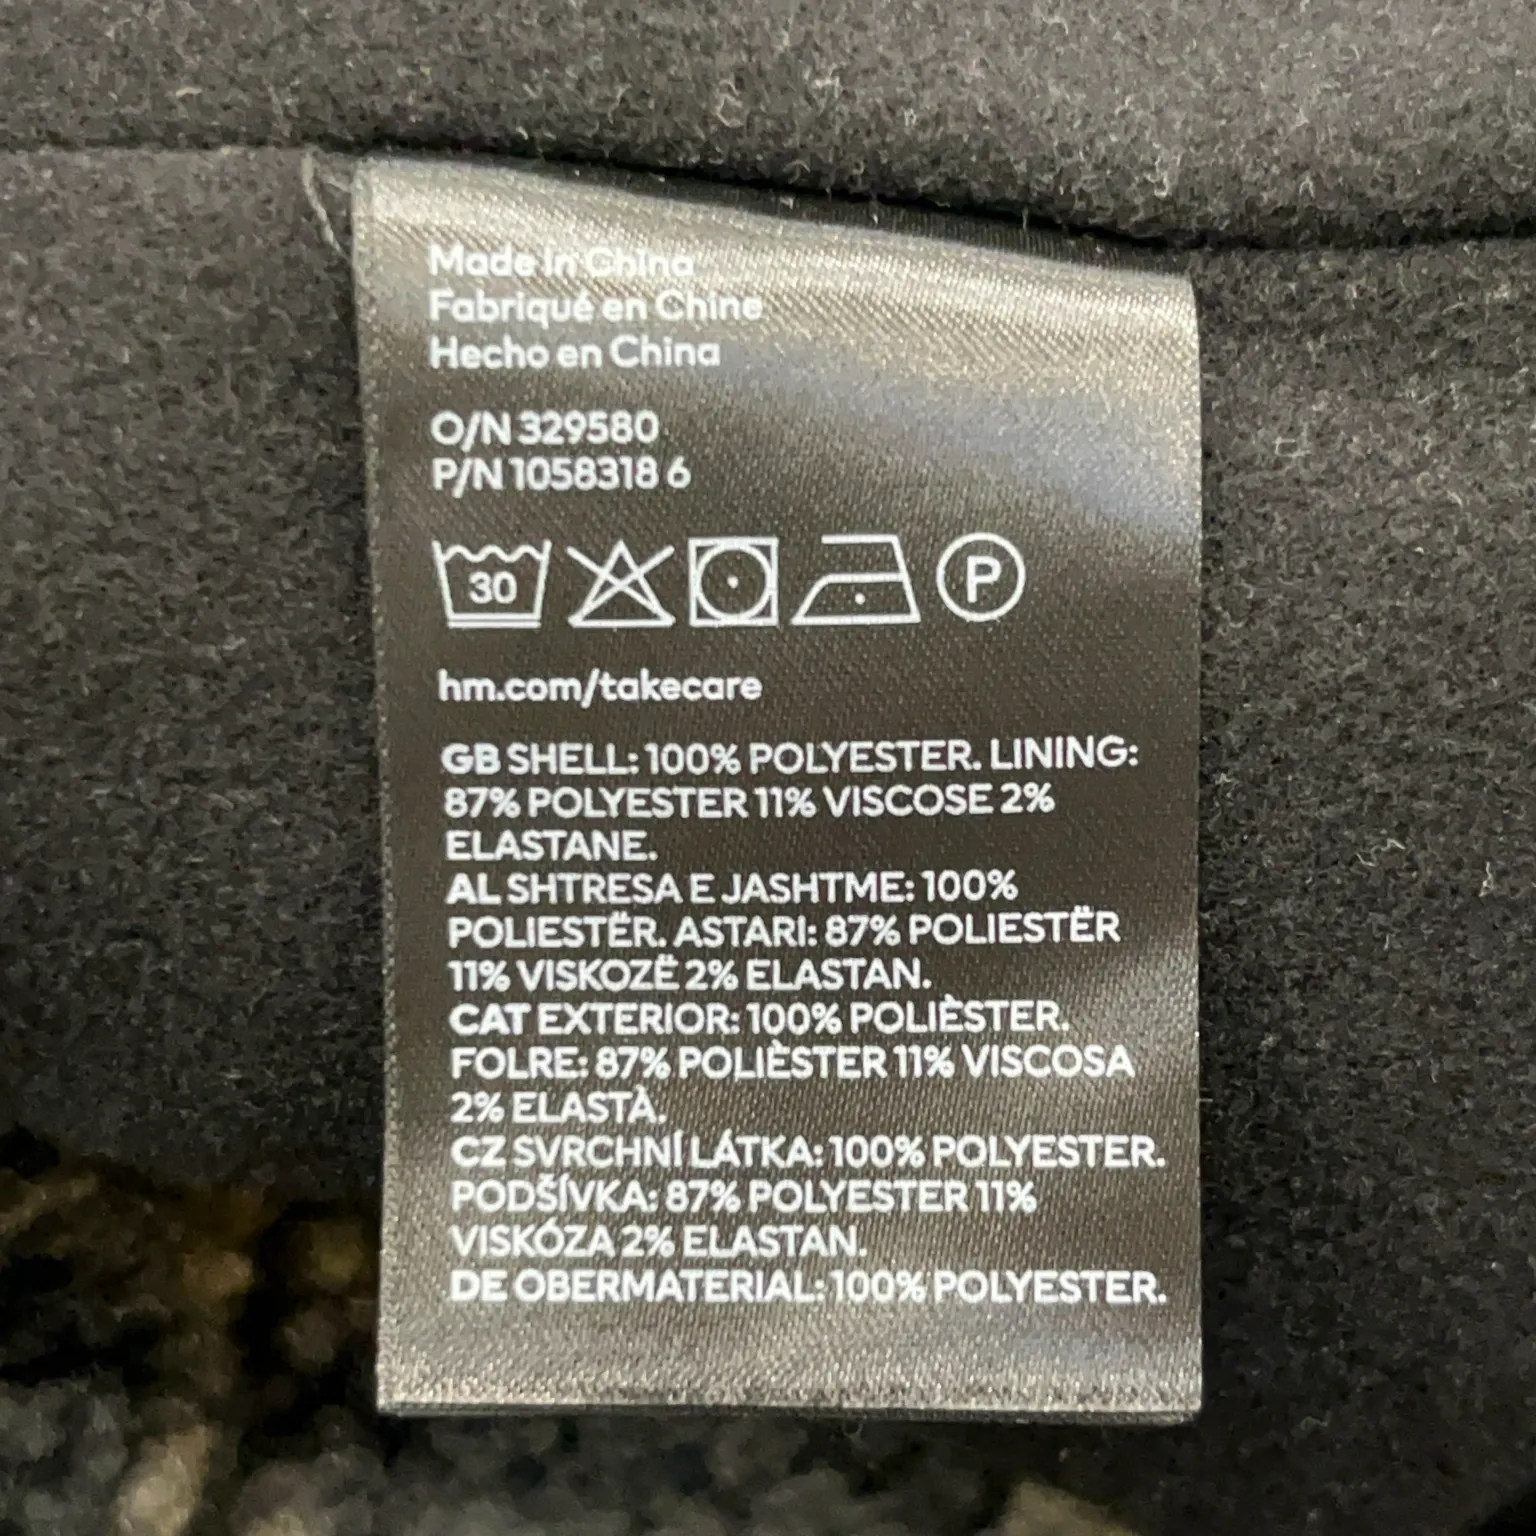 Made in China
Fabriqué en Chine
Hecho en China
O/N 329580
P/N 1058318 6
30
P
hm.com/takecare
GB SHELL: 100% POLYESTER. LINING:
87% POLYESTER 11% VISCOSE 2%
ELASTANE.
AL SHTRESA E JASHTME: 100%
POLIESTËR. ASTARI: 87% POLIESTËR
11% VISKOZË 2% ELASTAN.
CAT EXTERIOR: 100% POLIÈSTER.
FOLRE: 87% POLIÈSTER 11% VISCOSA
2% ELASTÀ.
CZ SVRCHNÍ LÁTKA: 100% POLYESTER.
PODŠÍVKA: 87% POLYESTER 11%
VISKÓZA 2% ELASTAN.
DE OBERMATERIAL: 100% POLYESTER.